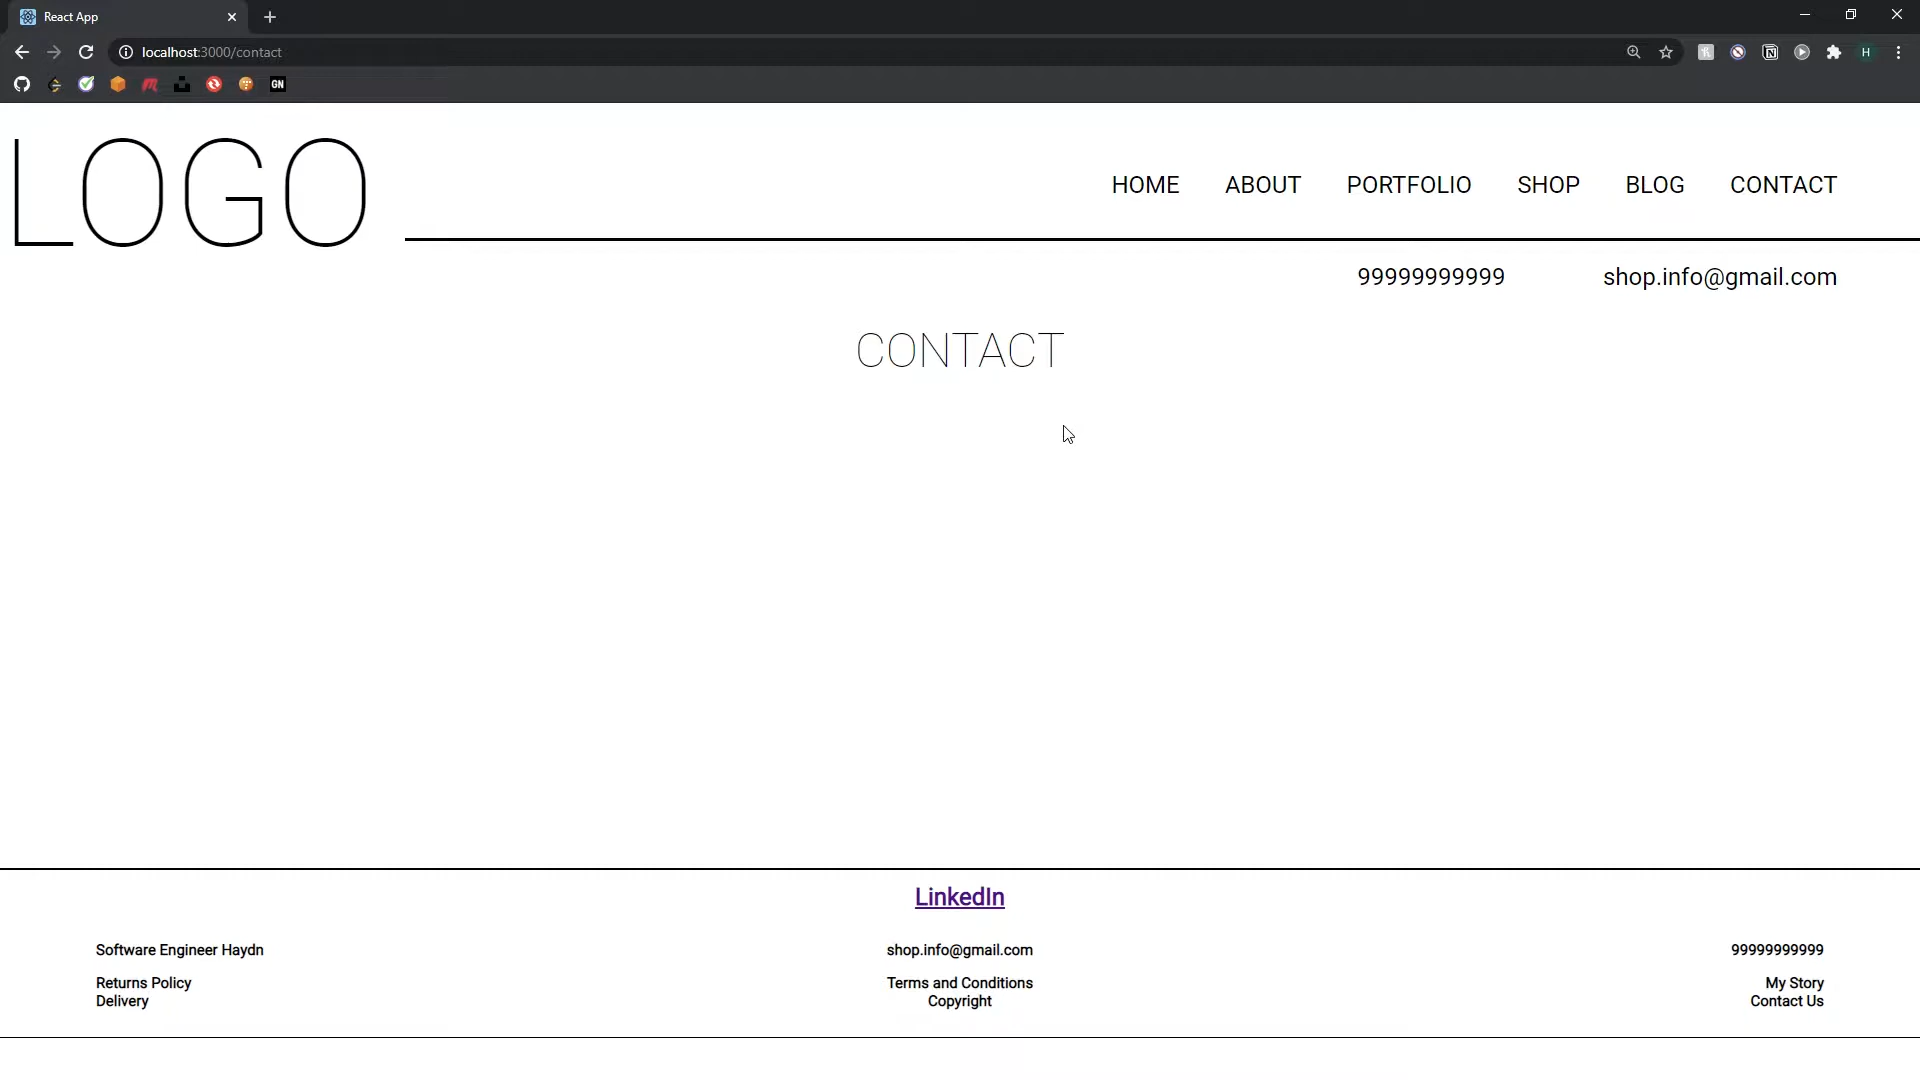 React App
localhost:3000/contact
H
GN
LOGO
HOME ABOUT PORTFOLIO SHOP BLOG CONTACT
99999999999 shop.info@gmail.com
CONTACT
LinkedIn
Software Engineer Haydn shop.info@gmail.com 99999999999
Returns Policy Terms and Conditions My Story
Delivery Copyright Contact Us